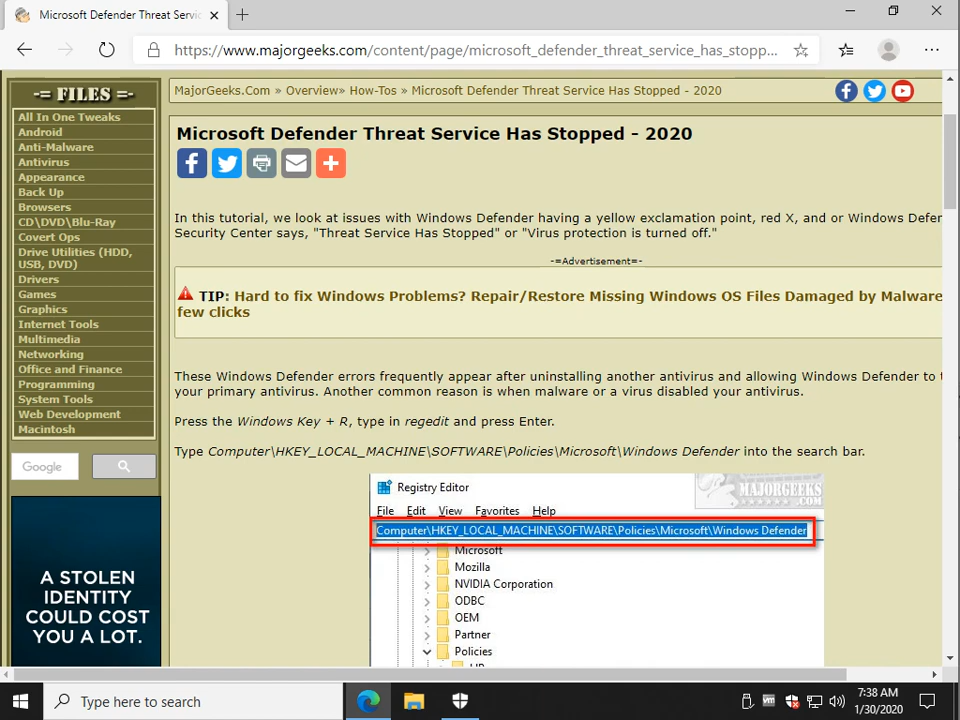 Microsoft Defender Threat Servic
https://www.majorgeeks.com/content/page/microsoft_defender_threat_service_has_stopp...
-= FILES =-
All In One Tweaks
Android
Anti-Malware
Antivirus
Appearance
Back Up
Browsers
CD\DVD\Blu-Ray
Covert Ops
Drive Utilities (HDD,
USB, DVD)
Drivers
Games
Graphics
Internet Tools
Multimedia
Networking
Office and Finance
Programming
System Tools
Web Development
Macintosh
Google
A STOLEN
IDENTITY
COULD COST
YOU A LOT.
MajorGeeks.Com » Overview» How-Tos » Microsoft Defender Threat Service Has Stopped - 2020
Microsoft Defender Threat Service Has Stopped - 2020
In this tutorial, we look at issues with Windows Defender having a yellow exclamation point, red X, and or Windows Defer
Security Center says, "Threat Service Has Stopped" or "Virus protection is turned off."
-=Advertisement=-
TIP: Hard to fix Windows Problems? Repair/Restore Missing Windows OS Files Damaged by Malware
few clicks
These Windows Defender errors frequently appear after uninstalling another antivirus and allowing Windows Defender to t
your primary antivirus. Another common reason is when malware or a virus disabled your antivirus.
Press the Windows Key + R, type in regedit and press Enter.
Type Computer\HKEY_LOCAL_MACHINE\SOFTWARE\Policies\Microsoft\Windows Defender into the search bar.
Registry Editor
MAJORGEEKS
.COM
File Edit View Favorites Help
Computer\HKEY_LOCAL_MACHINE\SOFTWARE\Policies\Microsoft\Windows Defender
Microsoft
Mozilla
NVIDIA Corporation
ODBC
OEM
Partner
Policies
Type here to search
vm
7:38 AM
1/30/2020